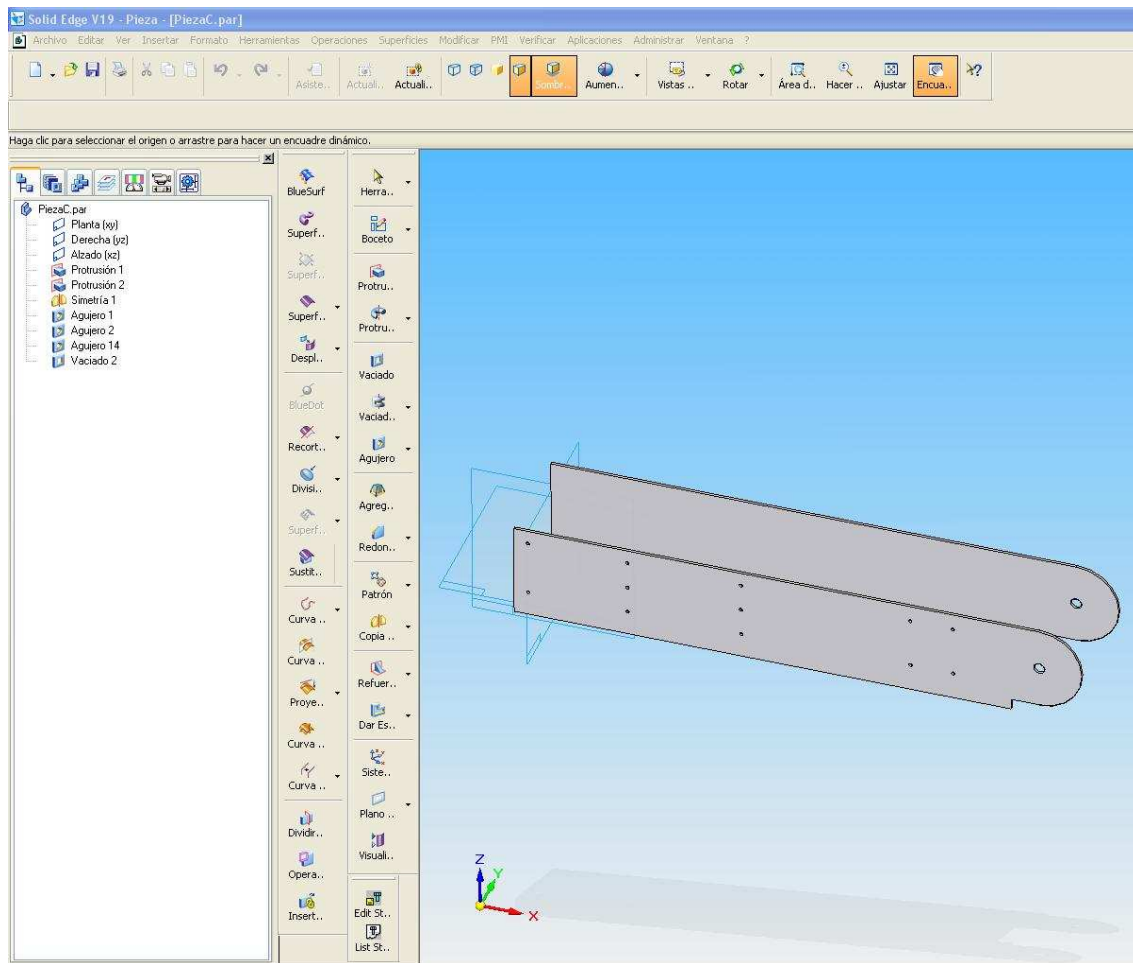 Solid Edge V19 - Pieza - [PiezaC.par]
Archivo Editar Ver Insertar Formato Herramientas Operaciones Superficies Modificar PMI Verificar Aplicaciones Administrar Ventana ?
Asiste.. Actuali.. Actuali.. Sombr.. Aumen.. Vistas .. Rotar Área d.. Hacer .. Ajustar Encua..
Haga clic para seleccionar el origen o arrastre para hacer un encuadre dinámico.
PiezaC.par
Planta (xy)
Derecha (yz)
Alzado (xz)
Protrusión 1
Protrusión 2
Simetría 1
Agujero 1
Agujero 2
Agujero 14
Vaciado 2
BlueSurf
Superf..
Superf..
Superf..
Despl..
BlueDot
Recort..
Divisi..
Superf..
Sustit..
Curva ..
Curva ..
Proye..
Curva ..
Curva ..
Dividir..
Opera..
Insert..
Herra..
Boceto
Protru..
Protru..
Vaciado
Vaciad..
Agujero
Agreg..
Redon..
Patrón
Copia ..
Refuer..
Dar Es..
Siste..
Plano ..
Visuali..
Edit St..
List St..
Z
Y
X